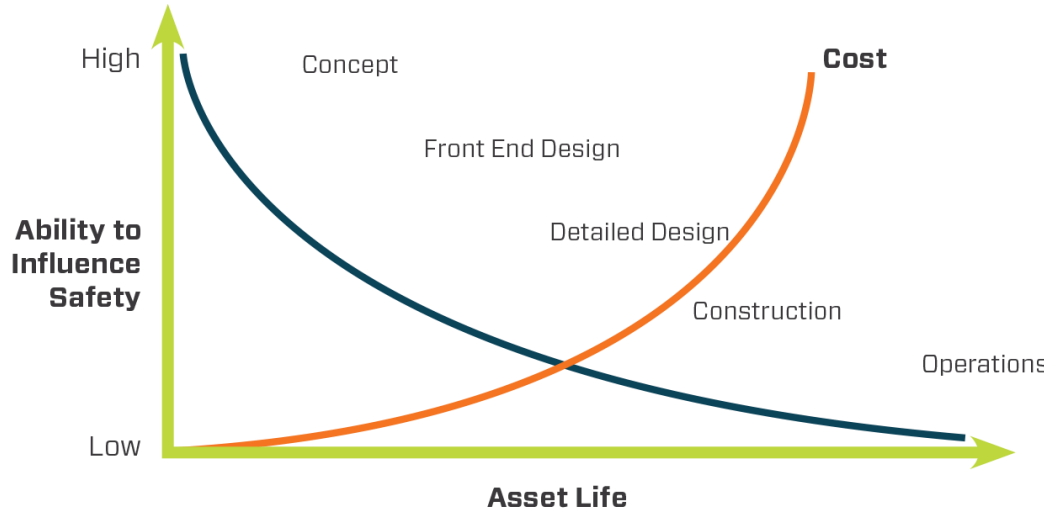 High
Concept
Cost
Front End Design
Ability to
Influence
Safety
Detailed Design
Construction
Operations
Low
Asset Life